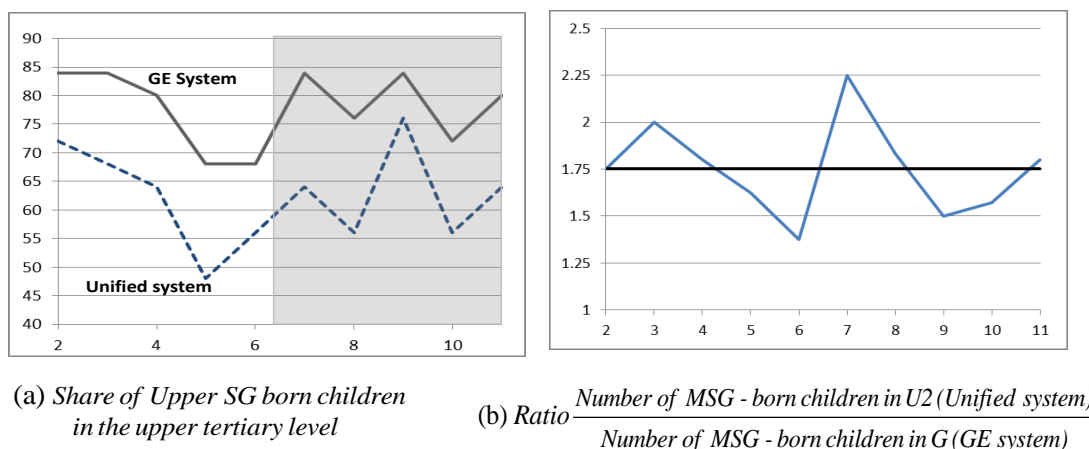 90
85
80
75
70
65
60
55
50
45
40
GE System
Unified system
2 4 6 8 10
2.5
2.25
2
1.75
1.5
1.25
1
2 3 4 5 6 7 8 9 10 11
(a) Share of Upper SG born children
in the upper tertiary level
(b) Ratio
Number of MSG - born children in U2 (Unified system)
Number of MSG - born children in G (GE system)